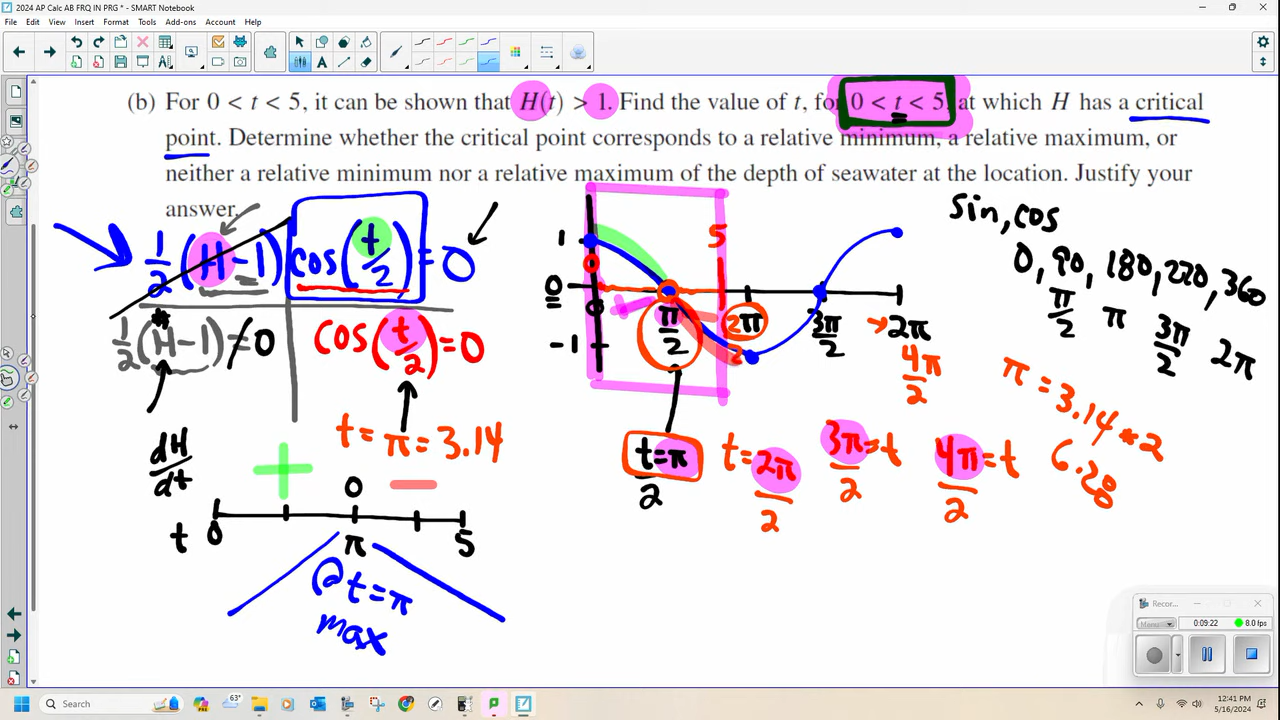 2024 AP Calc AB FRQ IN PRG * - SMART Notebook
File Edit View Insert Format Tools Add-ons Account Help
(b) For 0 < t < 5, it can be shown that H(t) > 1. Find the value of t, for 0 < t < 5, at which H has a critical
point. Determine whether the critical point corresponds to a relative minimum, a relative maximum, or
neither a relative minimum nor a relative maximum of the depth of seawater at the location. Justify your
answer.
1/2 (H-1) cos(t/2) = 0
1/2 (H-1) ≠ 0
cos(t/2) = 0
t = π = 3.14
dH/dt
+ 0 −
t 0 π 5
@ t = π
max
1
0
-1
0
0
5
π/2
2π
2
3π/2
→ 2π
4π/2
t=π
2
t = 2π/2
3π/2 = t
4π/2 = t
sin, cos
0, 90, 180, 270, 360
π/2 π 3π/2 2π
π = 3.14 * 2
6.28
Recor...
Menu
0:09:22
8.0 fps
63°
Search
12:41 PM
5/16/2024